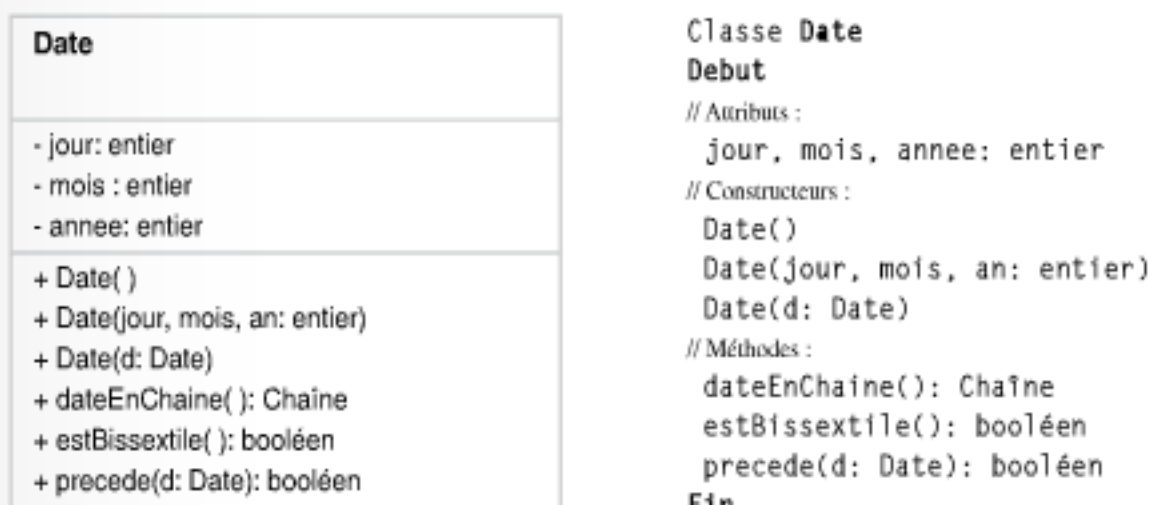 Date
- jour: entier
- mois : entier
- annee: entier
+ Date( )
+ Date(jour, mois, an: entier)
+ Date(d: Date)
+ dateEnChaine( ): Chaîne
+ estBissextile( ): booléen
+ precede(d: Date): booléen
Classe Date
Debut
// Attributs :
jour, mois, annee: entier
// Constructeurs :
Date()
Date(jour, mois, an: entier)
Date(d: Date)
// Méthodes :
dateEnChaine(): Chaîne
estBissextile(): booléen
precede(d: Date): booléen
Fin